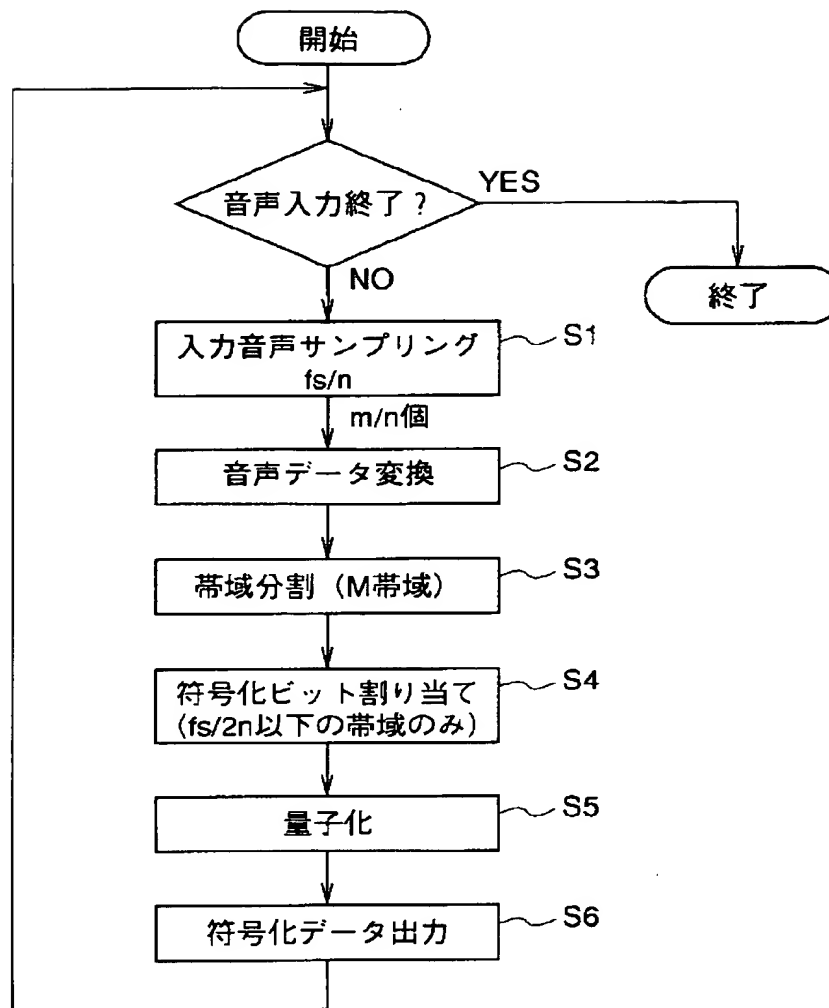 開始
音声入力終了？
YES
NO
終了
入力音声サンプリング
fs/n
S1
m/n個
音声データ変換
S2
帯域分割（M帯域）
S3
符号化ビット割り当て
(fs/2n以下の帯域のみ)
S4
量子化
S5
符号化データ出力
S6